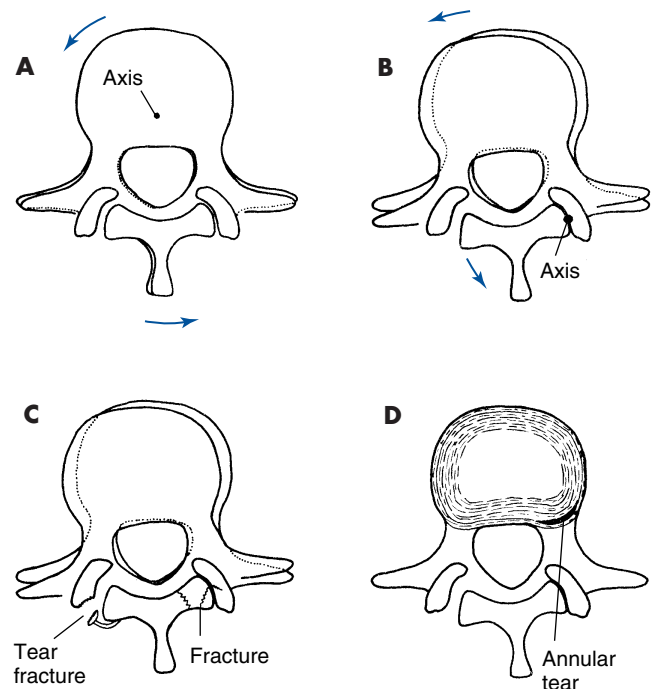 A
Axis
B
Axis
C
Tear
fracture
Fracture
D
Annular
tear